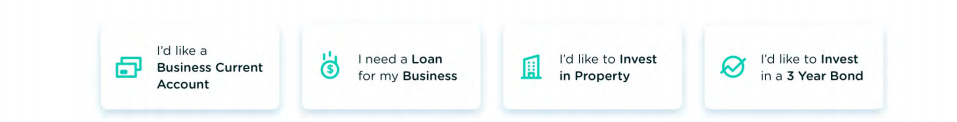 I'd like a
Business Current
Account
I need a Loan
for my Business
I'd like to Invest
in Property
I'd like to Invest
in a 3 Year Bond